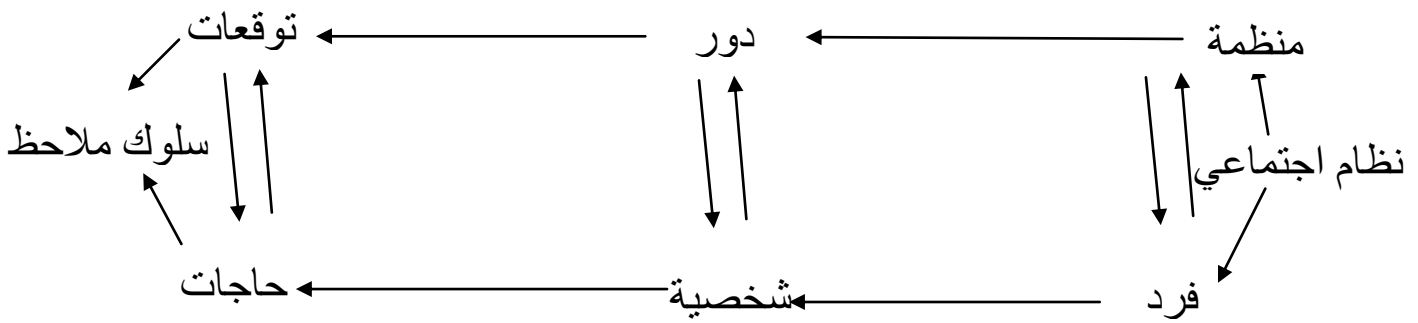 منظمة
دور
توقعات
نظام اجتماعي
سلوك ملاحظ
فرد
شخصية
حاجات